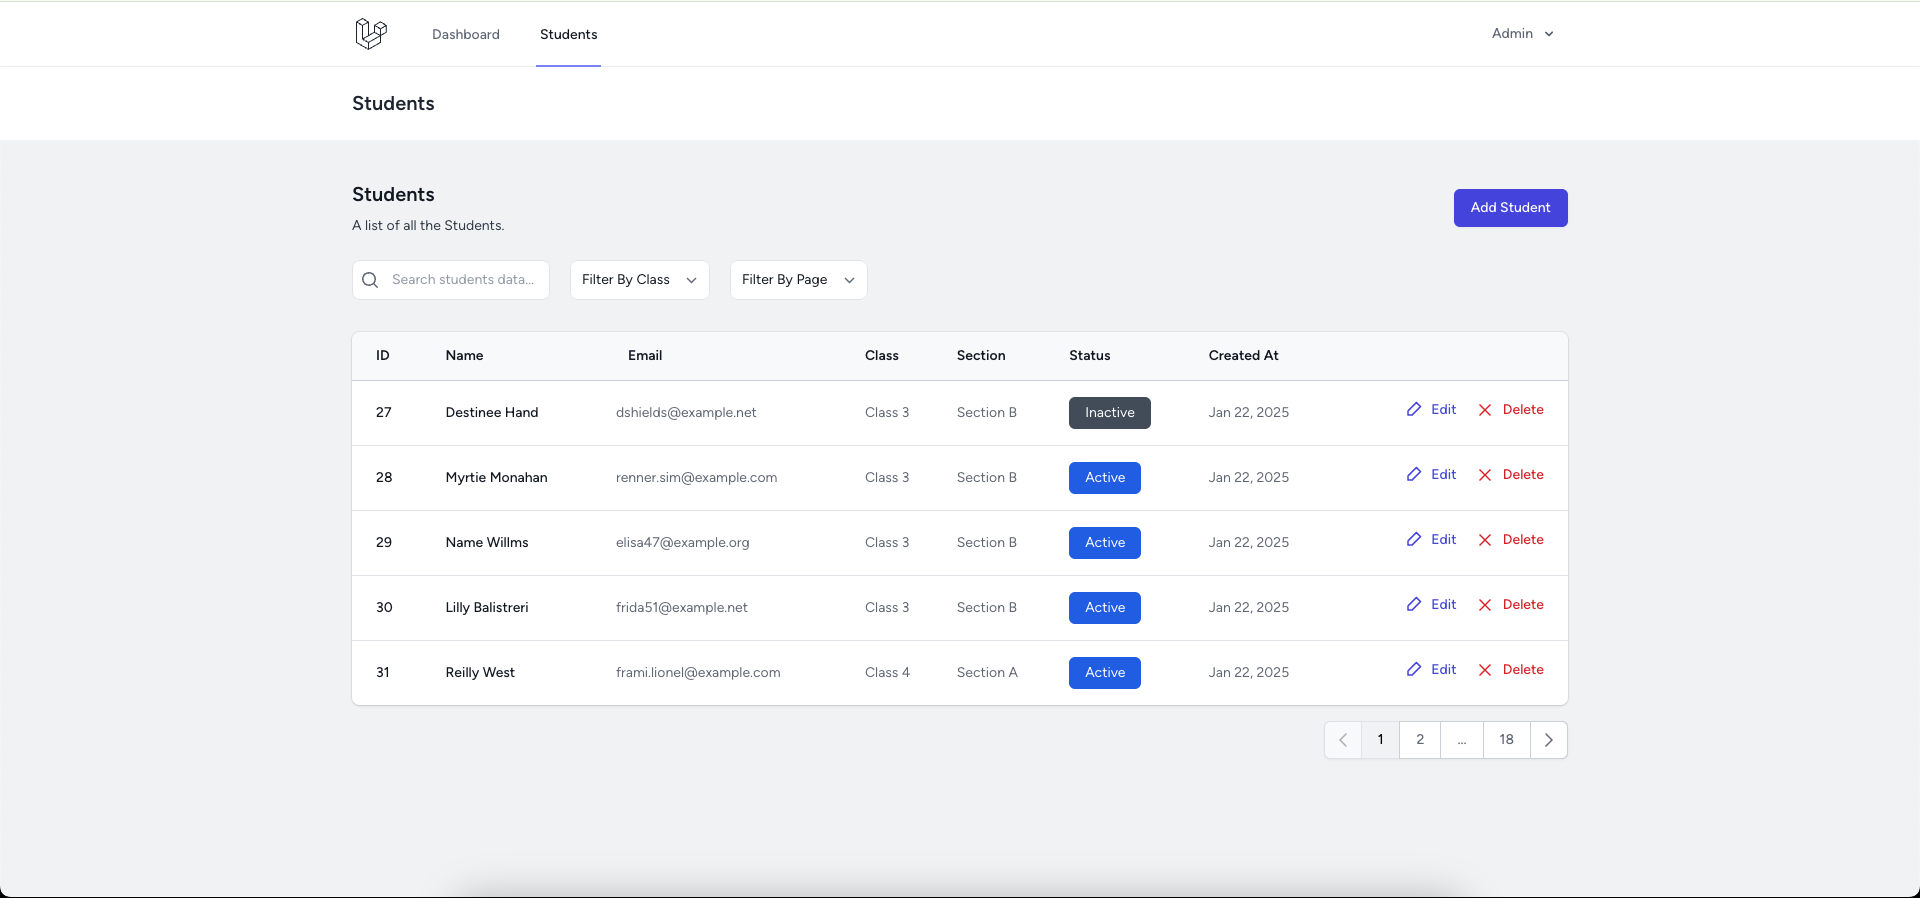 Dashboard Students Admin
Students
Students
A list of all the Students.
Add Student
Search students data... Filter By Class Filter By Page
ID Name Email Class Section Status Created At
27 Destinee Hand dshields@example.net Class 3 Section B Inactive Jan 22, 2025 Edit Delete
28 Myrtie Monahan renner.sim@example.com Class 3 Section B Active Jan 22, 2025 Edit Delete
29 Name Willms elisa47@example.org Class 3 Section B Active Jan 22, 2025 Edit Delete
30 Lilly Balistreri frida51@example.net Class 3 Section B Active Jan 22, 2025 Edit Delete
31 Reilly West frami.lionel@example.com Class 4 Section A Active Jan 22, 2025 Edit Delete
1 2 ... 18